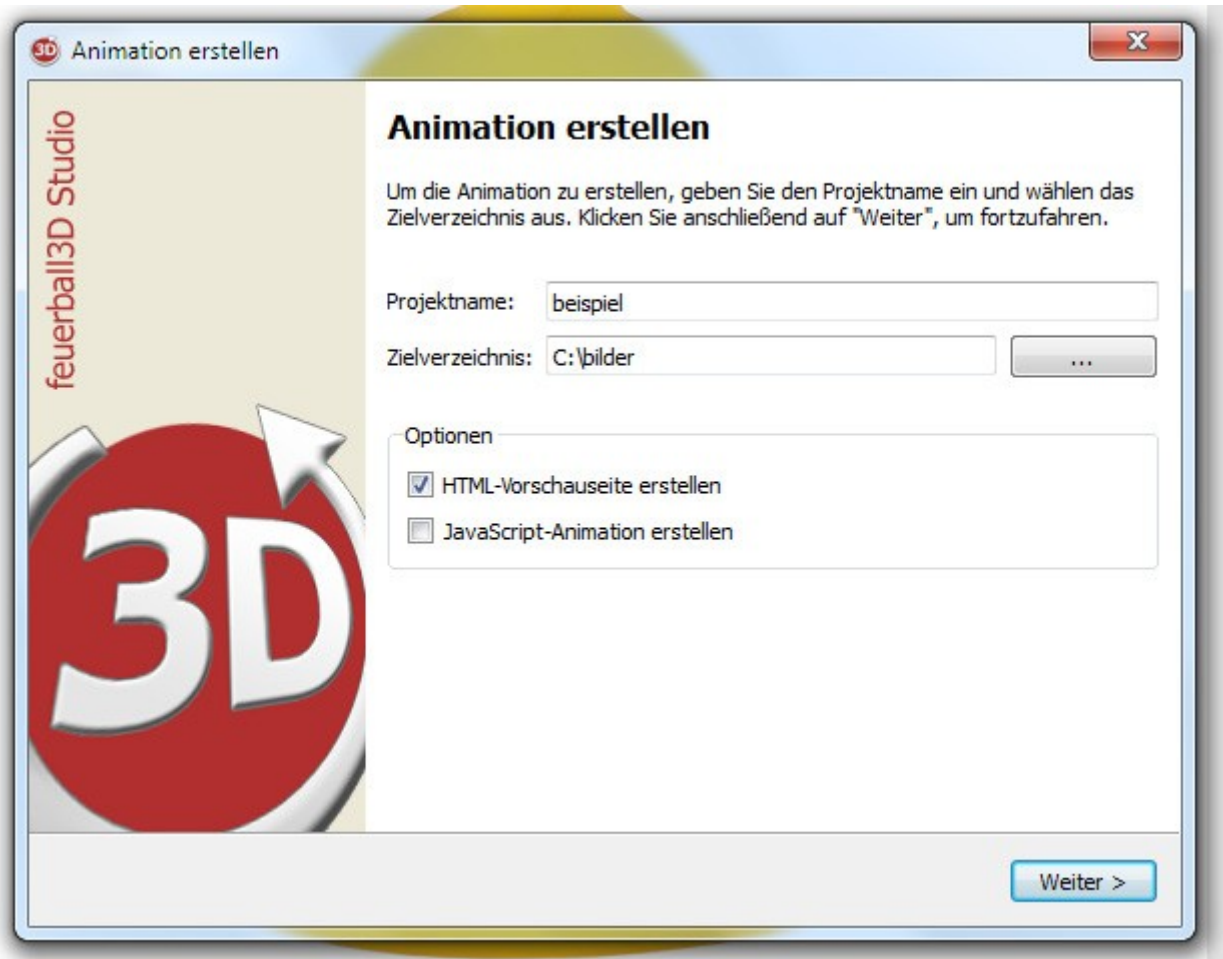 3D Animation erstellen
feuerball3D Studio
3D
Animation erstellen
Um die Animation zu erstellen, geben Sie den Projektname ein und wählen das
Zielverzeichnis aus. Klicken Sie anschließend auf "Weiter", um fortzufahren.
Projektname: beispiel
Zielverzeichnis: C:\bilder ...
Optionen
HTML-Vorschauseite erstellen
JavaScript-Animation erstellen
Weiter >